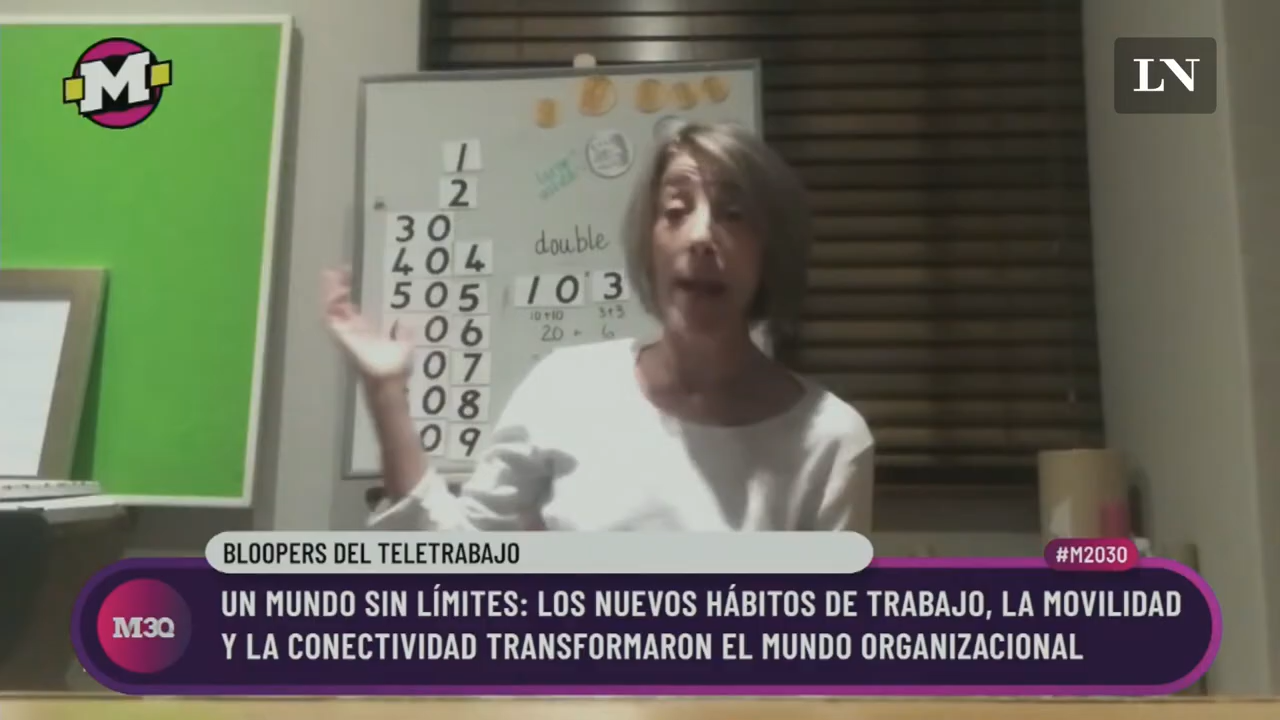 M
LN
1
2
30
404
505
06
07
08
09
double
10 3
10+10 3+3
20 + 6
BLOOPERS DEL TELETRABAJO
#M2030
M30
UN MUNDO SIN LÍMITES: LOS NUEVOS HÁBITOS DE TRABAJO, LA MOVILIDAD
Y LA CONECTIVIDAD TRANSFORMARON EL MUNDO ORGANIZACIONAL